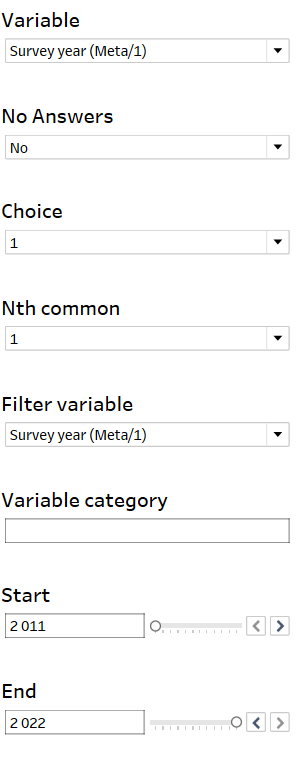 Variable
Survey year (Meta/1)
No Answers
No
Choice
1
Nth common
1
Filter variable
Survey year (Meta/1)
Variable category
Start
2 011
End
2 022